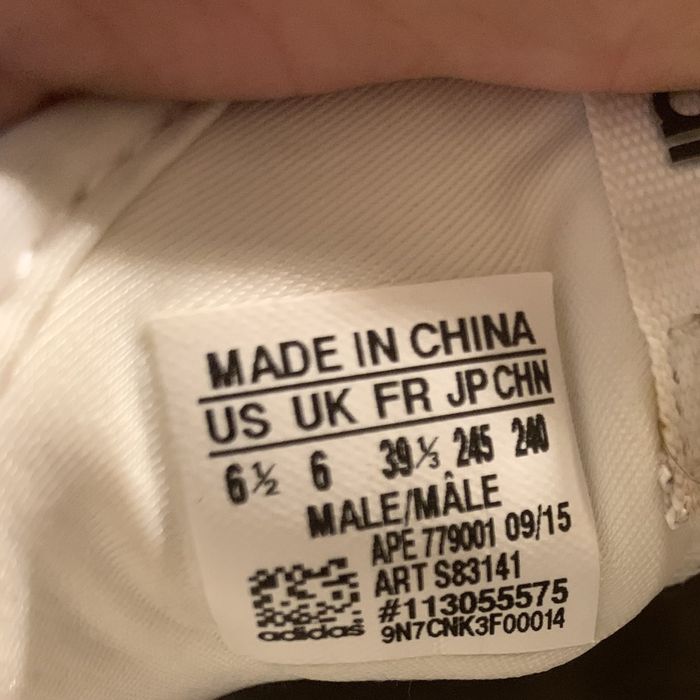 MADE IN CHINA
US UK FR JP CHN
6½ 6 39⅓ 245 240
MALE/MÂLE
APE 779001 09/15
ART S83141
#113055575
9N7CNK3F00014
adidas